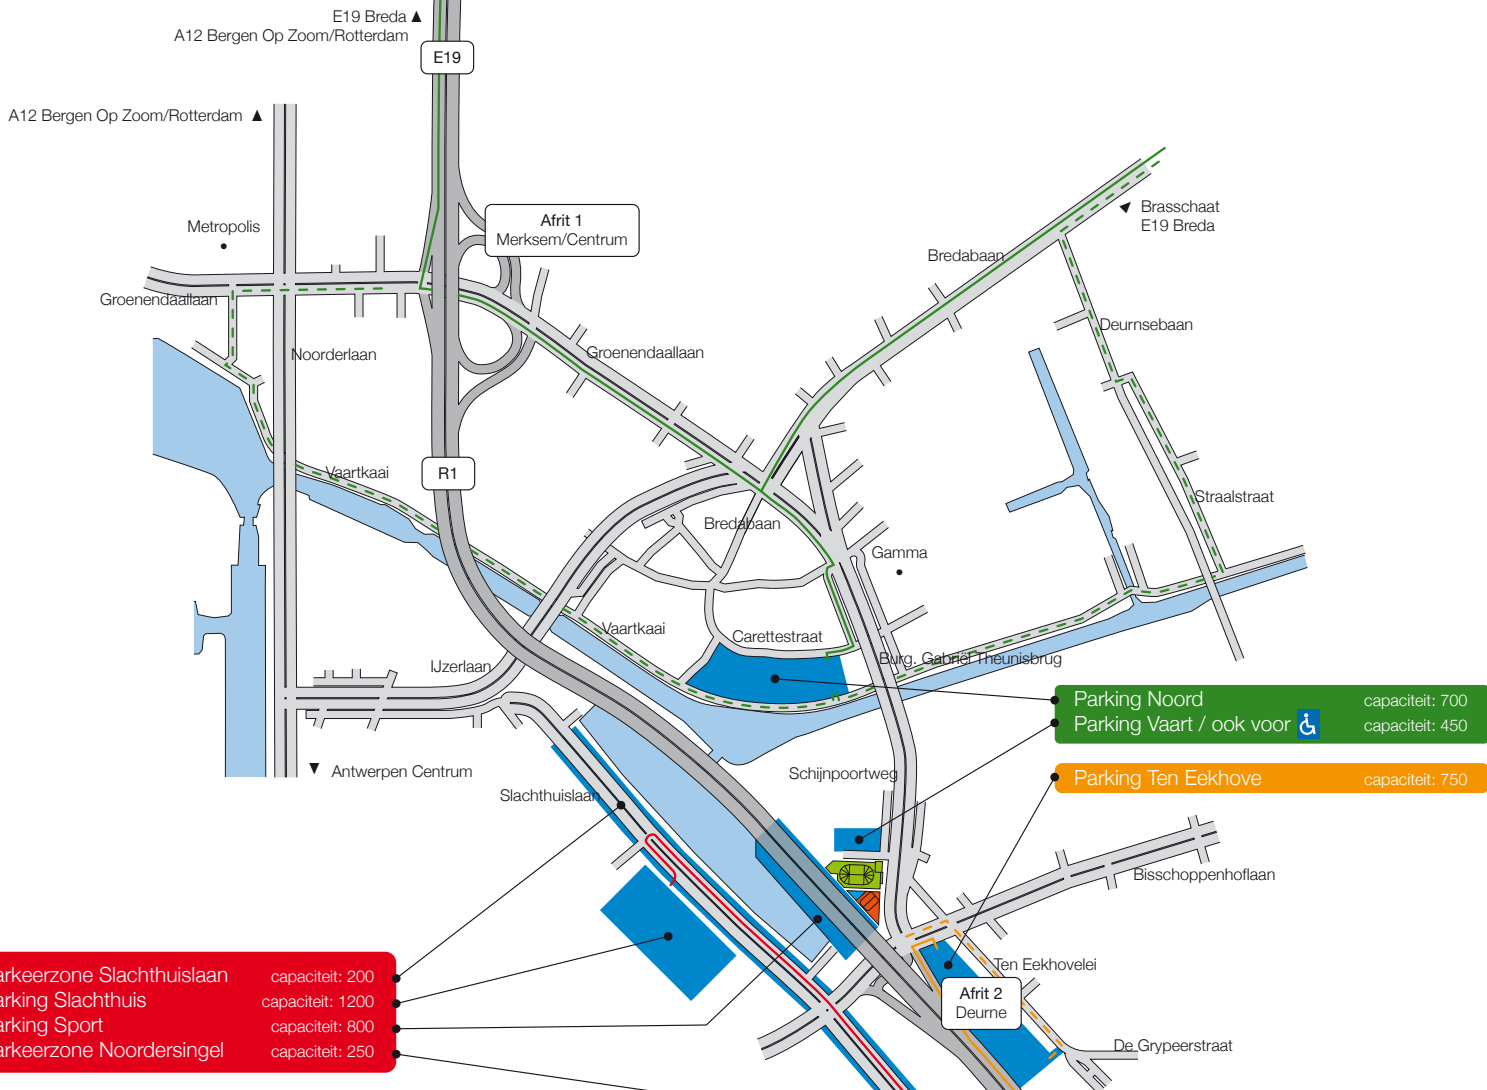 E19 Breda ▲
A12 Bergen Op Zoom/Rotterdam
E19
A12 Bergen Op Zoom/Rotterdam ▲
Afrit 1
Merksem/Centrum
Metropolis
Brasschaat
E19 Breda
Bredabaan
Groenendaallaan
Deurnsebaan
Noorderlaan
Groenendaallaan
Vaartkaai
R1
Straalstraat
Bredabaan
Gamma
Vaartkaai
Carettestraat
Burg. Gabriël Theunisbrug
IJzerlaan
Parking Noord capaciteit: 700
Parking Vaart / ook voor capaciteit: 450
▼ Antwerpen Centrum
Schijnpoortweg
Parking Ten Eekhove capaciteit: 750
Slachthuislaan
Bisschoppenhoflaan
Ten Eekhovelei
arkeerzone Slachthuislaan capaciteit: 200
arking Slachthuis capaciteit: 1200
arking Sport capaciteit: 800
arkeerzone Noordersingel capaciteit: 250
Afrit 2
Deurne
De Grypeerstraat